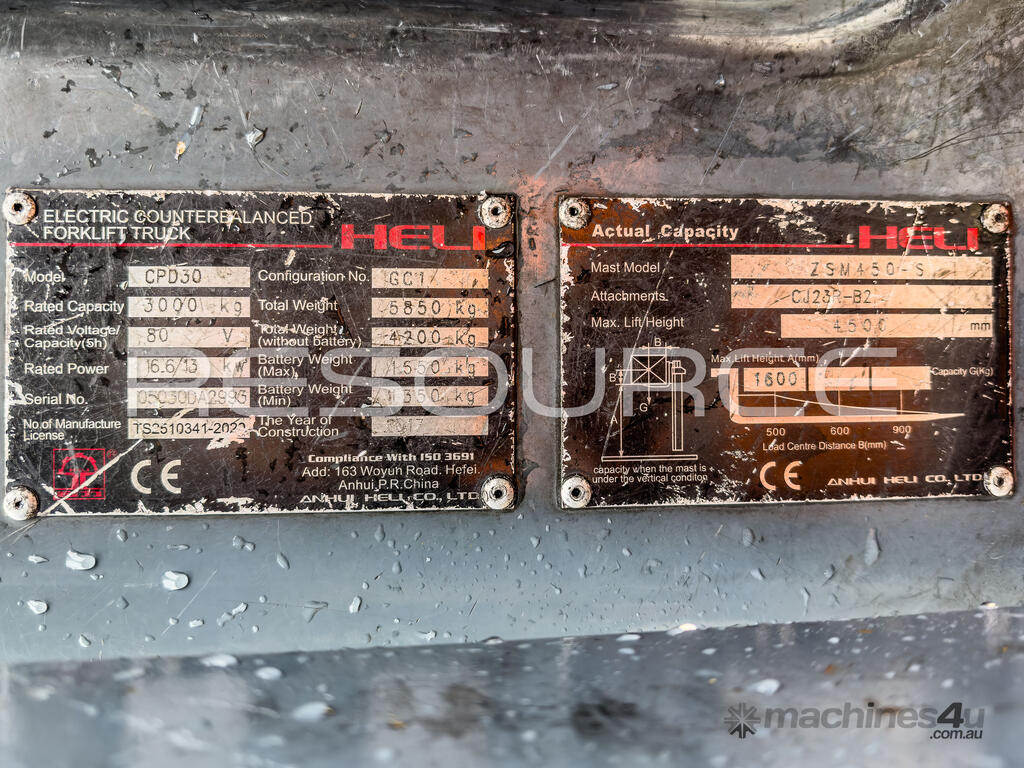 ELECTRIC COUNTERBALANCED
FORKLIFT TRUCK
HELI
Model CPD30 Configuration No. GC1
Rated Capacity 3000 kg Total Weight 5850 kg
Rated Voltage/
Capacity(5h) 80 V Total Weight
(without battery) 4200 kg
Rated Power 16.6/13 kw Battery Weight
(Max) 1550 kg
Serial No. Battery Weight
(Min) 1350 kg
No.of Manufacture
License The Year of
Construction 2017
Compliance With ISO 3691
Add: 163 Woyun Road. Hefei.
Anhui,P.R.China
ANHUI HELI CO., LTD
CE
Actual Capacity HELI
Mast Model ZSM450-S
Attachments CJ23R-B2
Max. Lift Height 4500 mm
B
B
G
A
Max.Lift Height A(mm)
1600
Capacity G(Kg)
500 600 900
Load Centre Distance B(mm)
capacity when the mast is
under the vertical conditon
CE
ANHUI HELI CO., LTD
RESOURCE
machines4u
.com.au